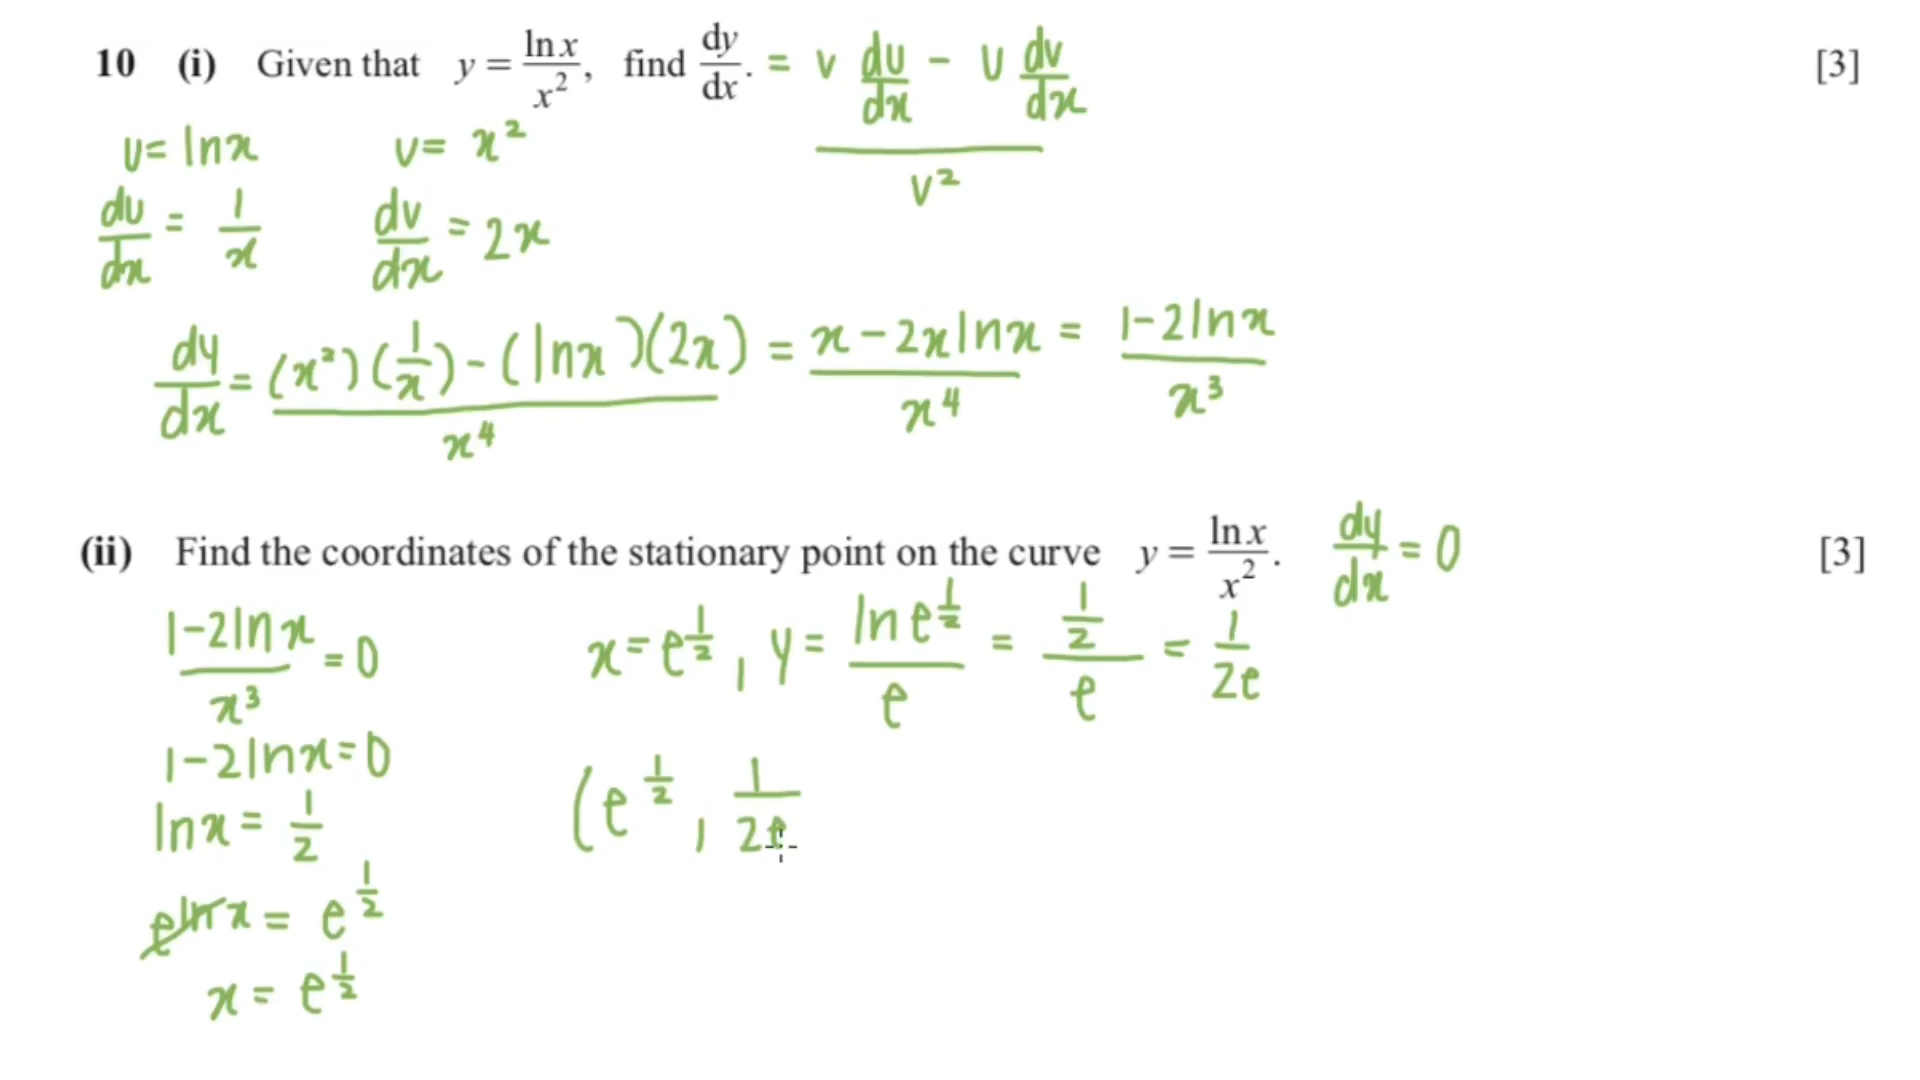 10 (i) Given that y = ln x / x², find dy/dx. = (v du/dx - u dv/dx) / v² [3]
u = ln x    v = x²
du/dx = 1/x    dv/dx = 2x
dy/dx = ((x²)(1/x) - (ln x)(2x)) / x⁴ = (x - 2x ln x) / x⁴ = (1 - 2 ln x) / x³
(ii) Find the coordinates of the stationary point on the curve y = ln x / x². dy/dx = 0 [3]
(1 - 2 ln x) / x³ = 0
1 - 2 ln x = 0
ln x = 1/2
e^(ln x) = e^(1/2)
x = e^(1/2)
x = e^(1/2), y = ln e^(1/2) / e = (1/2) / e = 1/2e
(e^(1/2), 1/2e